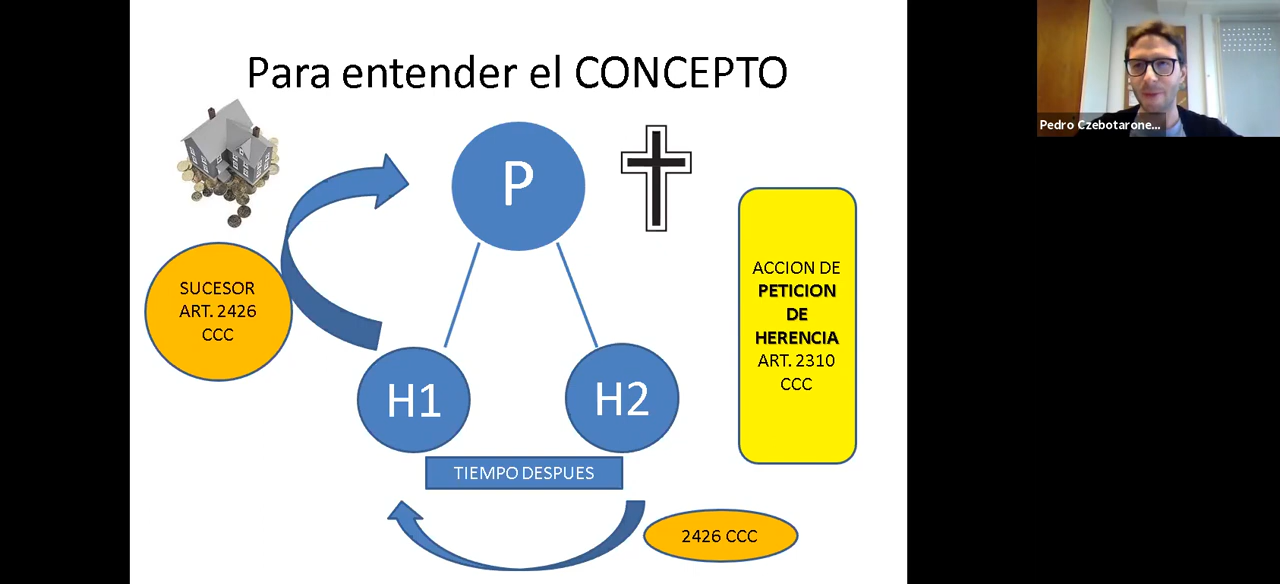 Para entender el CONCEPTO
P
SUCESOR
ART. 2426
CCC
ACCION DE
PETICION
DE
HERENCIA
ART. 2310
CCC
H1
H2
TIEMPO DESPUES
2426 CCC
Pedro Czebotarone...